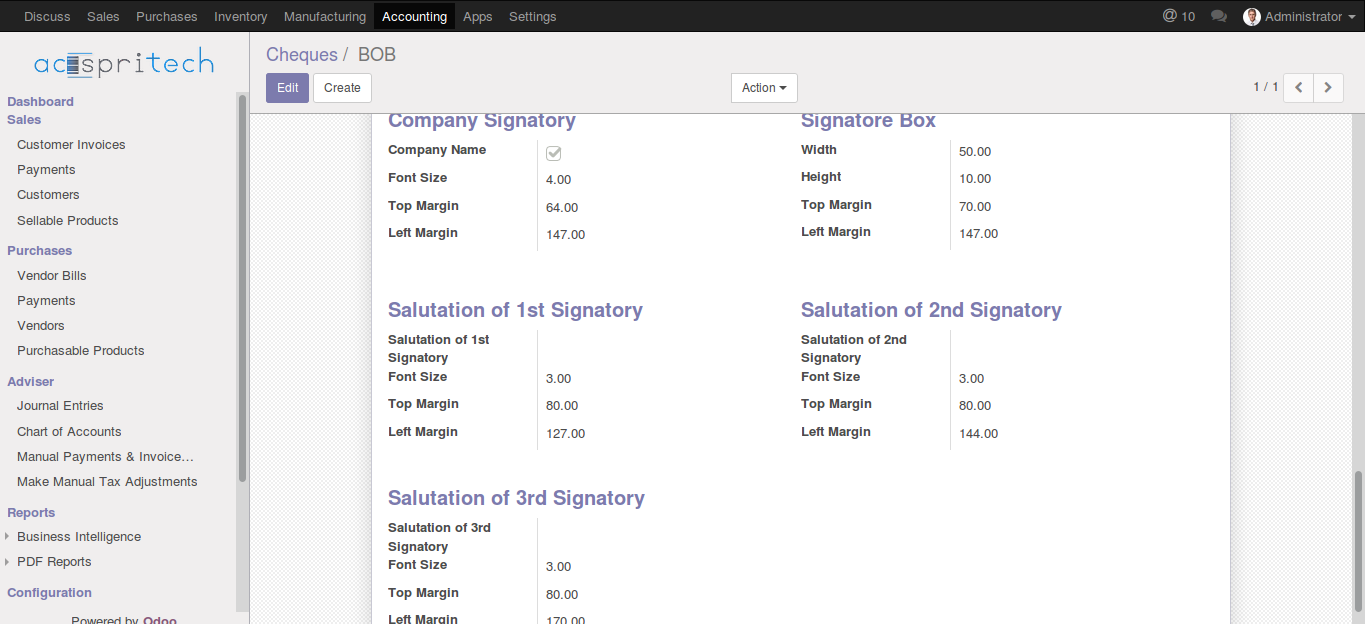 Discuss Sales Purchases Inventory Manufacturing Accounting Apps Settings @ 10 Administrator
acespritech
Cheques / BOB
Edit Create Action 1 / 1
Dashboard
Sales
Customer Invoices
Payments
Customers
Sellable Products
Purchases
Vendor Bills
Payments
Vendors
Purchasable Products
Adviser
Journal Entries
Chart of Accounts
Manual Payments & Invoice...
Make Manual Tax Adjustments
Reports
Business Intelligence
PDF Reports
Configuration
Powered by Odoo
Company Signatory
Company Name
Font Size 4.00
Top Margin 64.00
Left Margin 147.00
Signatore Box
Width 50.00
Height 10.00
Top Margin 70.00
Left Margin 147.00
Salutation of 1st Signatory
Salutation of 1st
Signatory
Font Size 3.00
Top Margin 80.00
Left Margin 127.00
Salutation of 2nd Signatory
Salutation of 2nd
Signatory
Font Size 3.00
Top Margin 80.00
Left Margin 144.00
Salutation of 3rd Signatory
Salutation of 3rd
Signatory
Font Size 3.00
Top Margin 80.00
Left Margin 170.00